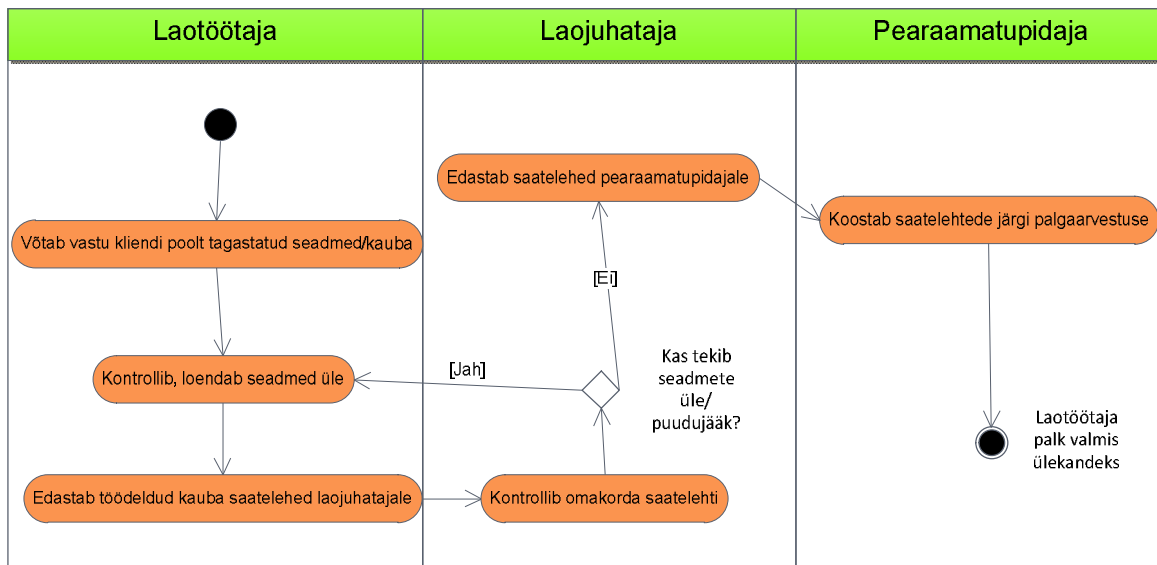 Laotöötaja
Laojuhataja
Pearaamatupidaja
Edastab saatelehed pearaamatupidajale
Koostab saatelehtede järgi palgaarvestuse
Võtab vastu kliendi poolt tagastatud seadmed/kauba
[Ei]
Kontrollib, loendab seadmed üle
[Jah]
Kas tekib
seadmete
üle/
puudujääk?
Laotöötaja
palk valmis
ülekandeks
Edastab töödeldud kauba saatelehed laojuhatajale
Kontrollib omakorda saatelehti